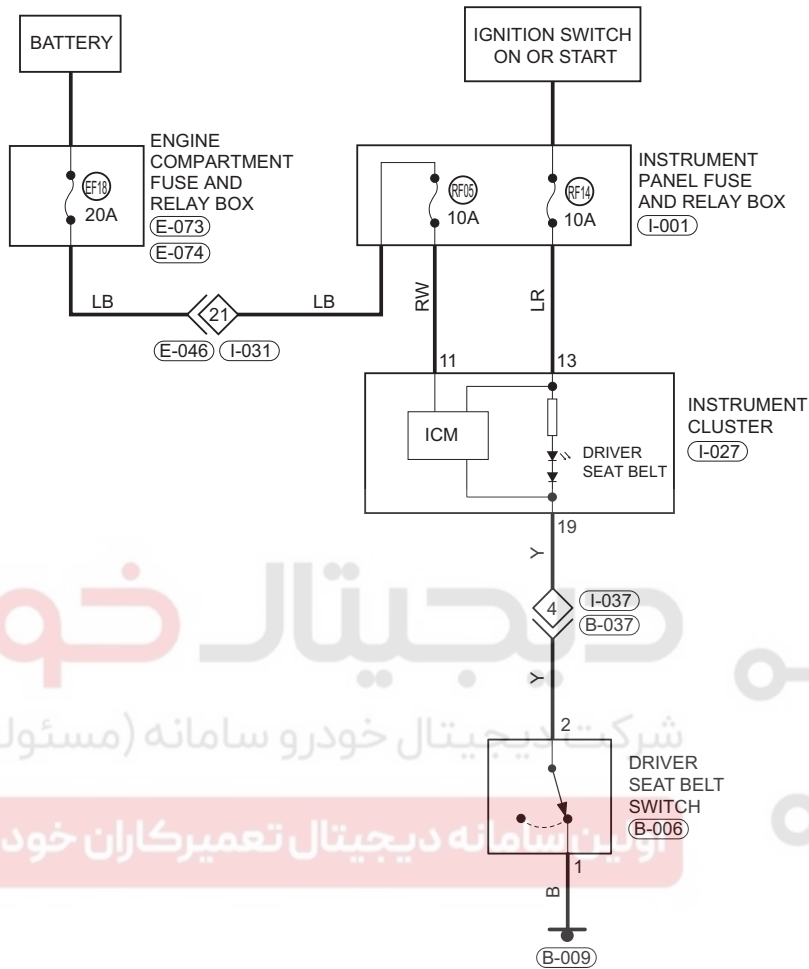 BATTERY
IGNITION SWITCH
ON OR START
ENGINE
COMPARTMENT
FUSE AND
RELAY BOX
E-073
E-074
EF18
20A
RF05
10A
RF14
10A
INSTRUMENT
PANEL FUSE
AND RELAY BOX
I-001
LB
21
LB
E-046 I-031
RW
LR
11
13
ICM
DRIVER
SEAT BELT
INSTRUMENT
CLUSTER
I-027
19
Y
4
I-037
B-037
Y
2
DRIVER
SEAT BELT
SWITCH
B-006
1
B
B-009
دیجیتال خو
شرکت دیجیتال خودرو سامانه (مسئول
اولین سامانه دیجیتال تعمیرکاران خود